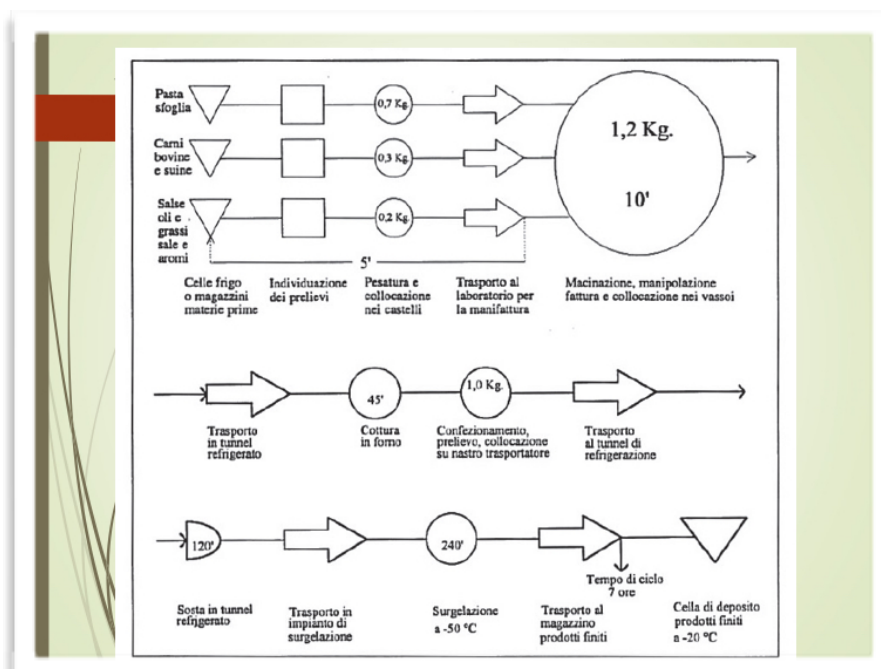 Pasta
sfoglia
0,7 Kg.
Carni
bovine
e suine
0,3 Kg.
Salse
oli e
grassi
sale e
aromi
0,2 Kg.
1,2 Kg.
10'
5'
Celle frigo
o magazzini
materie prime
Individuazione
dei prelievi
Pesatura e
collocazione
nei castelli
Trasporto al
laboratorio per
la manifattura
Macinazione, manipolazione
fattura e collocazione nei vassoi
45'
1,0 Kg.
Trasporto
in tunnel
refrigerato
Cottura
in forno
Confezionamento,
prelievo, collocazione
su nastro trasportatore
Trasporto
al tunnel di
refrigerazione
120'
240'
Tempo di ciclo
7 ore
Sosta in tunnel
refrigerato
Trasporto in
impianto di
surgelazione
Surgelazione
a -50 °C
Trasporto al
magazzino
prodotti finiti
Cella di deposito
prodotti finiti
a -20 °C